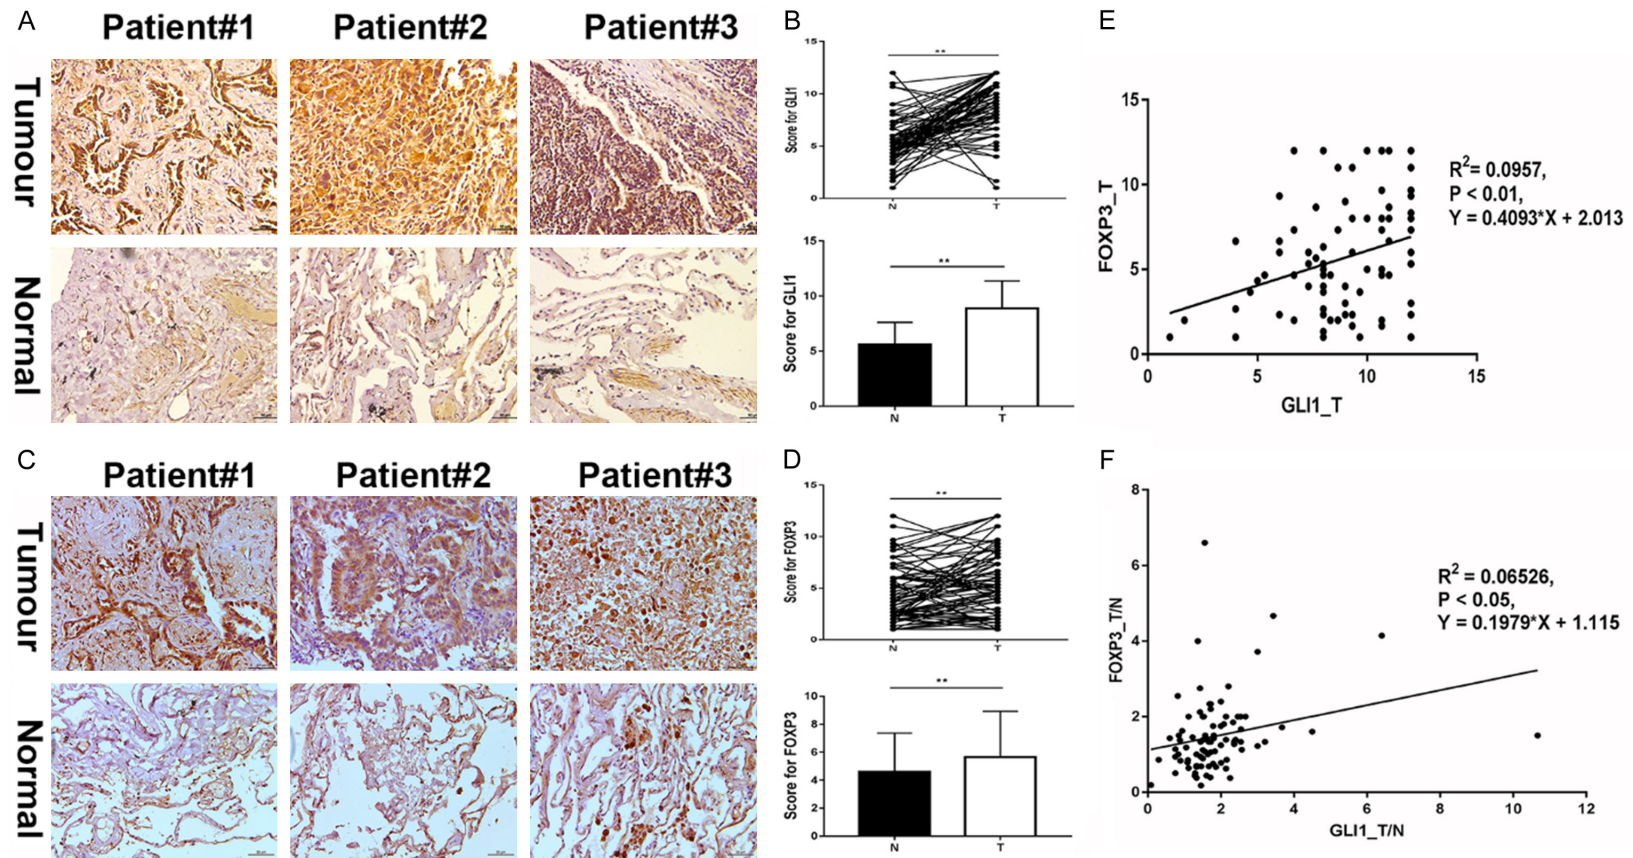 A
Patient#1 Patient#2 Patient#3
Tumour
Normal
B
15
10
5
0
Score for GLI1
**
N T
15
10
5
0
Score for GLI1
**
N T
C
Patient#1 Patient#2 Patient#3
Tumour
Normal
D
15
10
5
0
Score for FOXP3
**
N T
10
8
6
4
2
0
Score for FOXP3
**
N T
E
15
10
5
0
FOXP3_T
R2= 0.0957,
P < 0.01,
Y = 0.4093*X + 2.013
0 5 10 15
GLI1_T
F
8
6
4
2
0
FOXP3_T/N
R2 = 0.06526,
P < 0.05,
Y = 0.1979*X + 1.115
0 2 4 6 8 10 12
GLI1_T/N